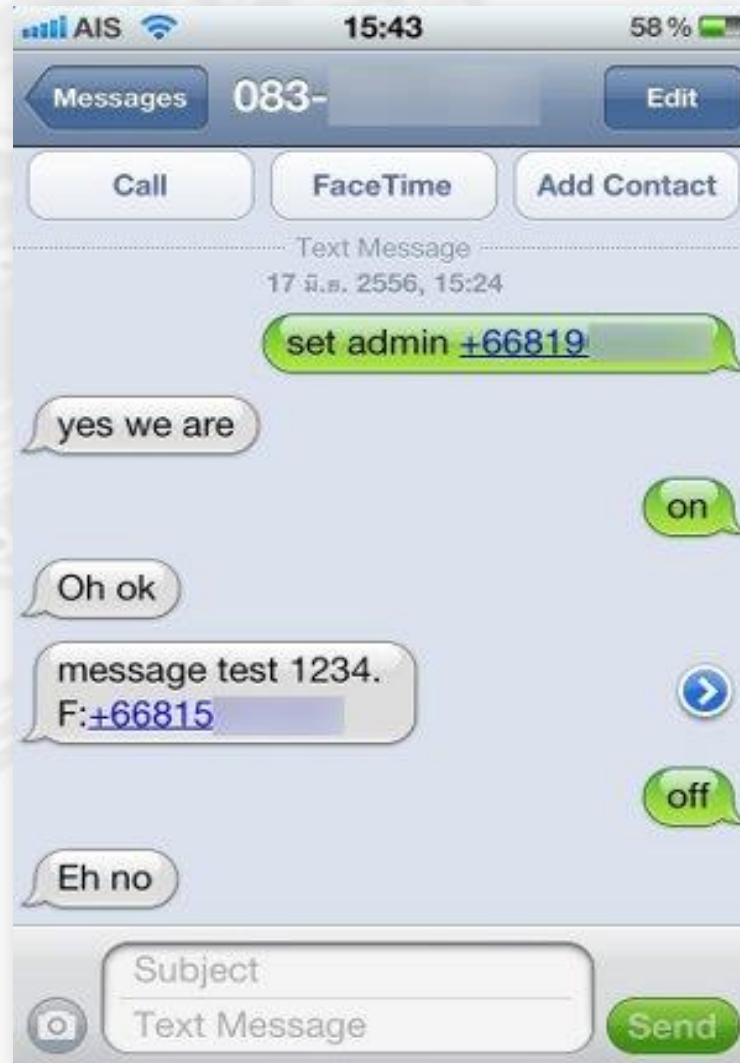 AIS 15:43 58%
Messages 083- Edit
Call FaceTime Add Contact
Text Message
17 มิ.ย. 2556, 15:24
set admin +66819
yes we are
on
Oh ok
message test 1234.
F:+66815
off
Eh no
Subject
Text Message
Send